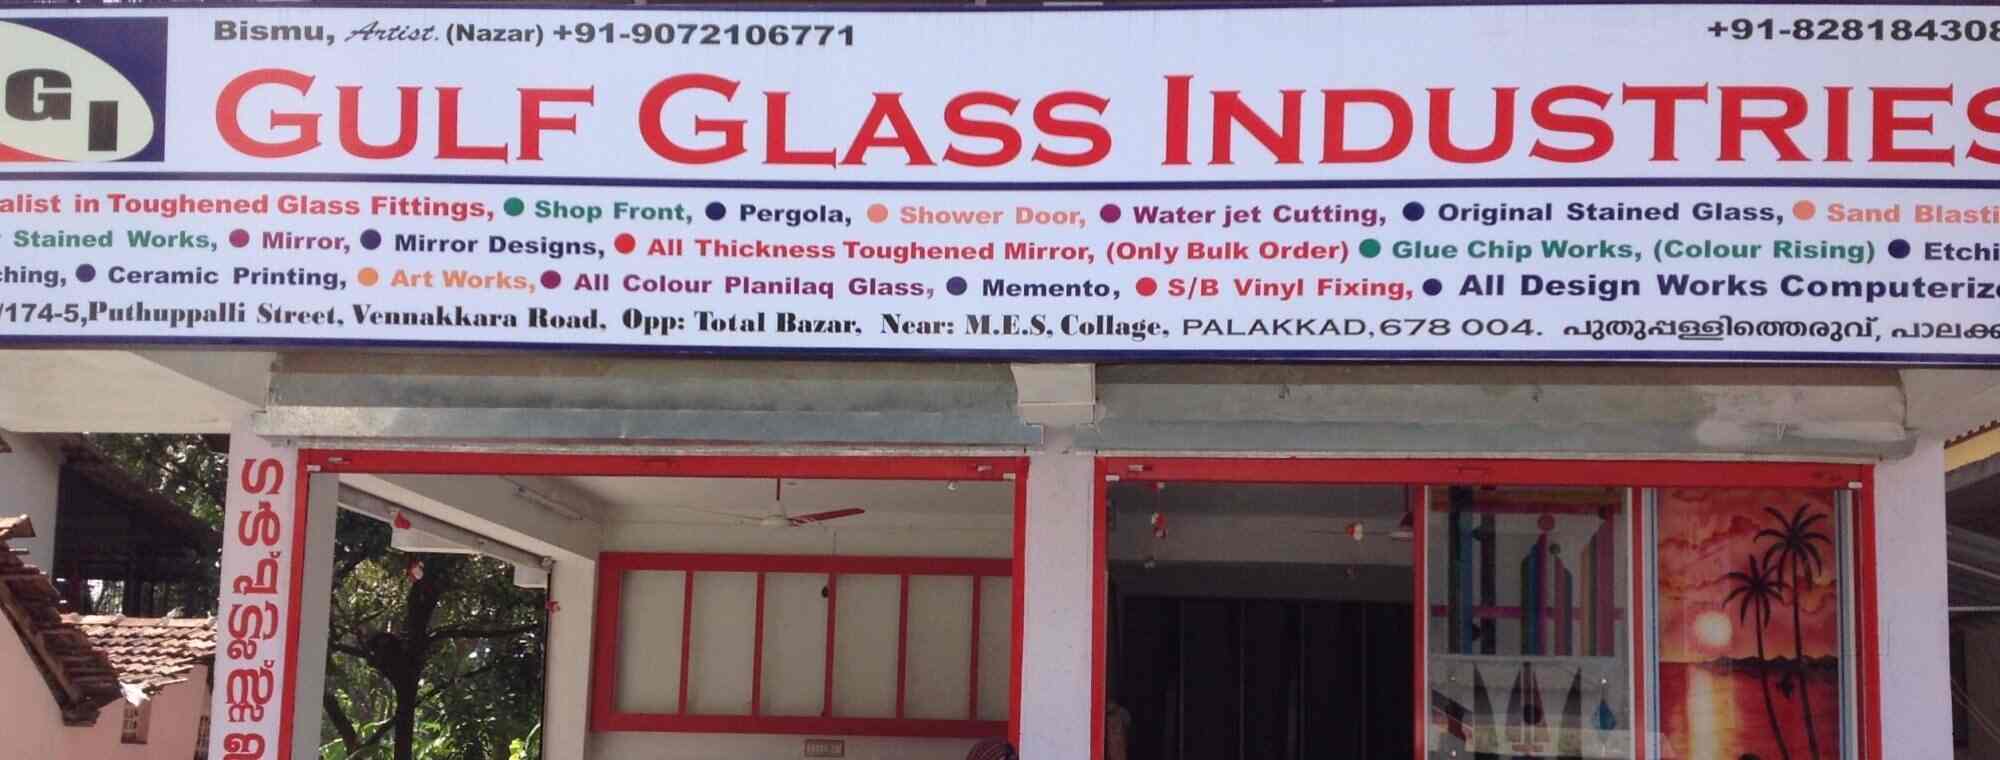 GI
Bismu, Artist. (Nazar) +91-9072106771
+91-828184308
GULF GLASS INDUSTRIES
alist in Toughened Glass Fittings, ● Shop Front, ● Pergola, ● Shower Door, ● Water jet Cutting, ● Original Stained Glass, ● Sand Blasti
Stained Works, ● Mirror, ● Mirror Designs, ● All Thickness Toughened Mirror, (Only Bulk Order) ● Glue Chip Works, (Colour Rising) ● Etchi
ching, ● Ceramic Printing, ● Art Works, ● All Colour Planilaq Glass, ● Memento, ● S/B Vinyl Fixing, ● All Design Works Computeriz
/174-5, Puthuppalli Street, Vennakkara Road, Opp: Total Bazar, Near: M.E.S, Collage, PALAKKAD, 678 004. പുതുപ്പള്ളിത്തെരുവ്, പാലക്ക